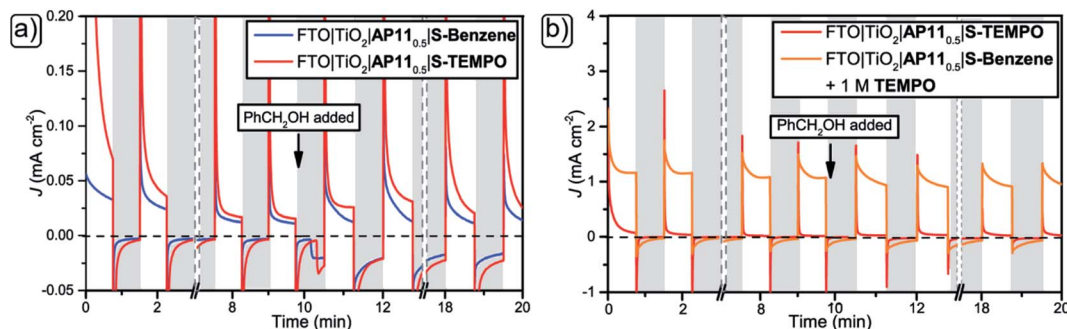 a)
0.20
0.15
0.10
0.05
0.00
-0.05
J (mA cm⁻²)
FTO|TiO₂|AP11₀.₅|S-Benzene
FTO|TiO₂|AP11₀.₅|S-TEMPO
PhCH₂OH added
0 2 8 10 12 18 20
Time (min)
b)
4
3
2
1
0
-1
J (mA cm⁻²)
FTO|TiO₂|AP11₀.₅|S-TEMPO
FTO|TiO₂|AP11₀.₅|S-Benzene
+ 1 M TEMPO
PhCH₂OH added
0 2 8 10 12 18 20
Time (min)